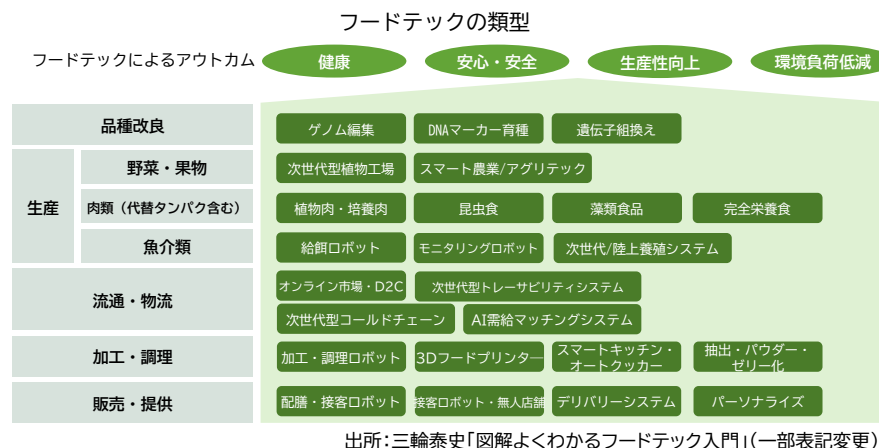 フードテックの類型
フードテックによるアウトカム 健康 安心・安全 生産性向上 環境負荷低減
品種改良 ゲノム編集 DNAマーカー育種 遺伝子組換え
生産 野菜・果物 次世代型植物工場 スマート農業/アグリテック
肉類（代替タンパク含む） 植物肉・培養肉 昆虫食 藻類食品 完全栄養食
魚介類 給餌ロボット モニタリングロボット 次世代/陸上養殖システム
流通・物流 オンライン市場・D2C 次世代型トレーサビリティシステム
次世代型コールドチェーン AI需給マッチングシステム
加工・調理 加工・調理ロボット 3Dフードプリンター スマートキッチン・
オートクッカー 抽出・パウダー・
ゼリー化
販売・提供 配膳・接客ロボット 接客ロボット・無人店舗 デリバリーシステム パーソナライズ
出所：三輪泰史「図解よくわかるフードテック入門」（一部表記変更）